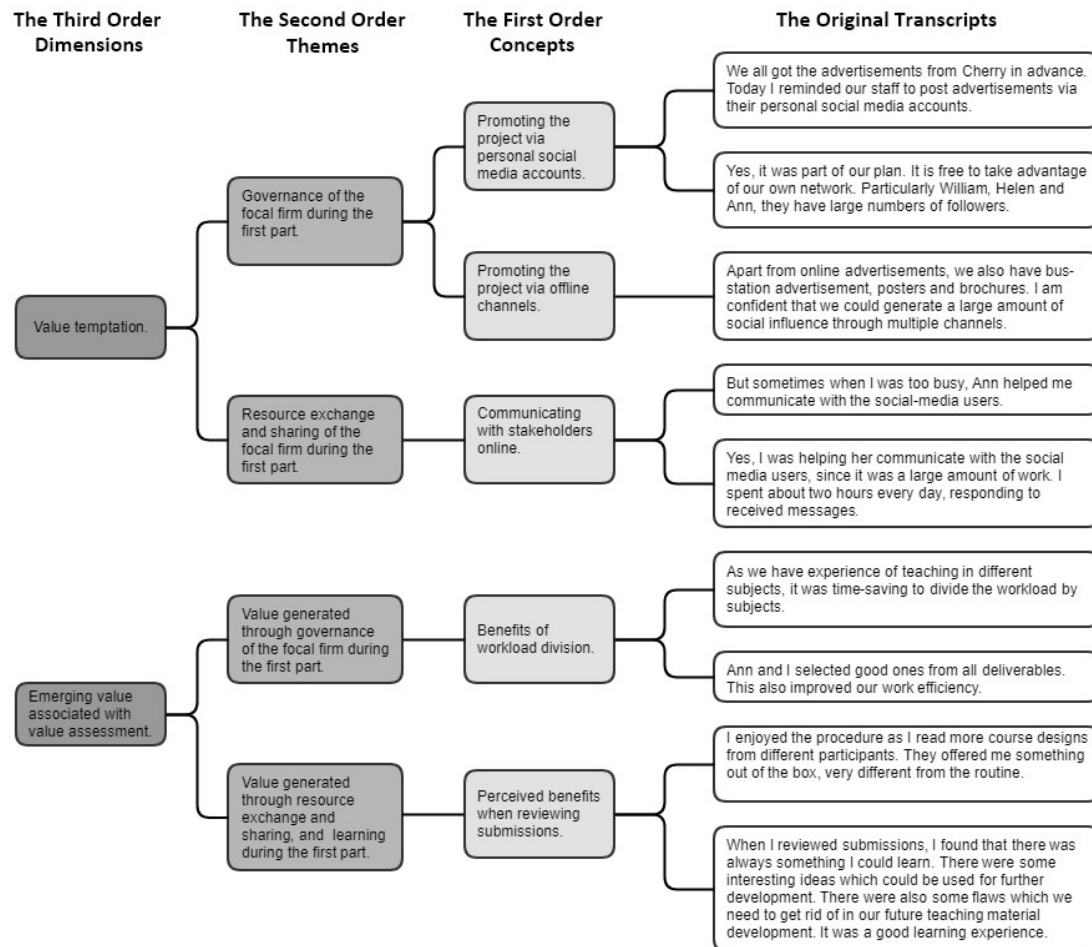 The Third Order
Dimensions
The Second Order
Themes
The First Order
Concepts
The Original Transcripts
Value temptation.
Governance of the
focal firm during the
first part.
Promoting the
project via
personal social
media accounts.
We all got the advertisements from Cherry in advance.
Today I reminded our staff to post advertisements via
their personal social media accounts.
Yes, it was part of our plan. It is free to take advantage
of our own network. Particularly William, Helen and
Ann, they have large numbers of followers.
Promoting the
project via offline
channels.
Apart from online advertisements, we also have bus-
station advertisement, posters and brochures. I am
confident that we could generate a large amount of
social influence through multiple channels.
Resource exchange
and sharing of the
focal firm during the
first part.
Communicating
with stakeholders
online.
But sometimes when I was too busy, Ann helped me
communicate with the social-media users.
Yes, I was helping her communicate with the social
media users, since it was a large amount of work. I
spent about two hours every day, responding to
received messages.
Emerging value
associated with
value assessment.
Value generated
through governance
of the focal firm during
the first part.
Benefits of
workload division.
As we have experience of teaching in different
subjects, it was time-saving to divide the workload by
subjects.
Ann and I selected good ones from all deliverables.
This also improved our work efficiency.
Value generated
through resource
exchange and
sharing, and learning
during the first part.
Perceived benefits
when reviewing
submissions.
I enjoyed the procedure as I read more course designs
from different participants. They offered me something
out of the box, very different from the routine.
When I reviewed submissions, I found that there was
always something I could learn. There were some
interesting ideas which could be used for further
development. There were also some flaws which we
need to get rid of in our future teaching material
development. It was a good learning experience.